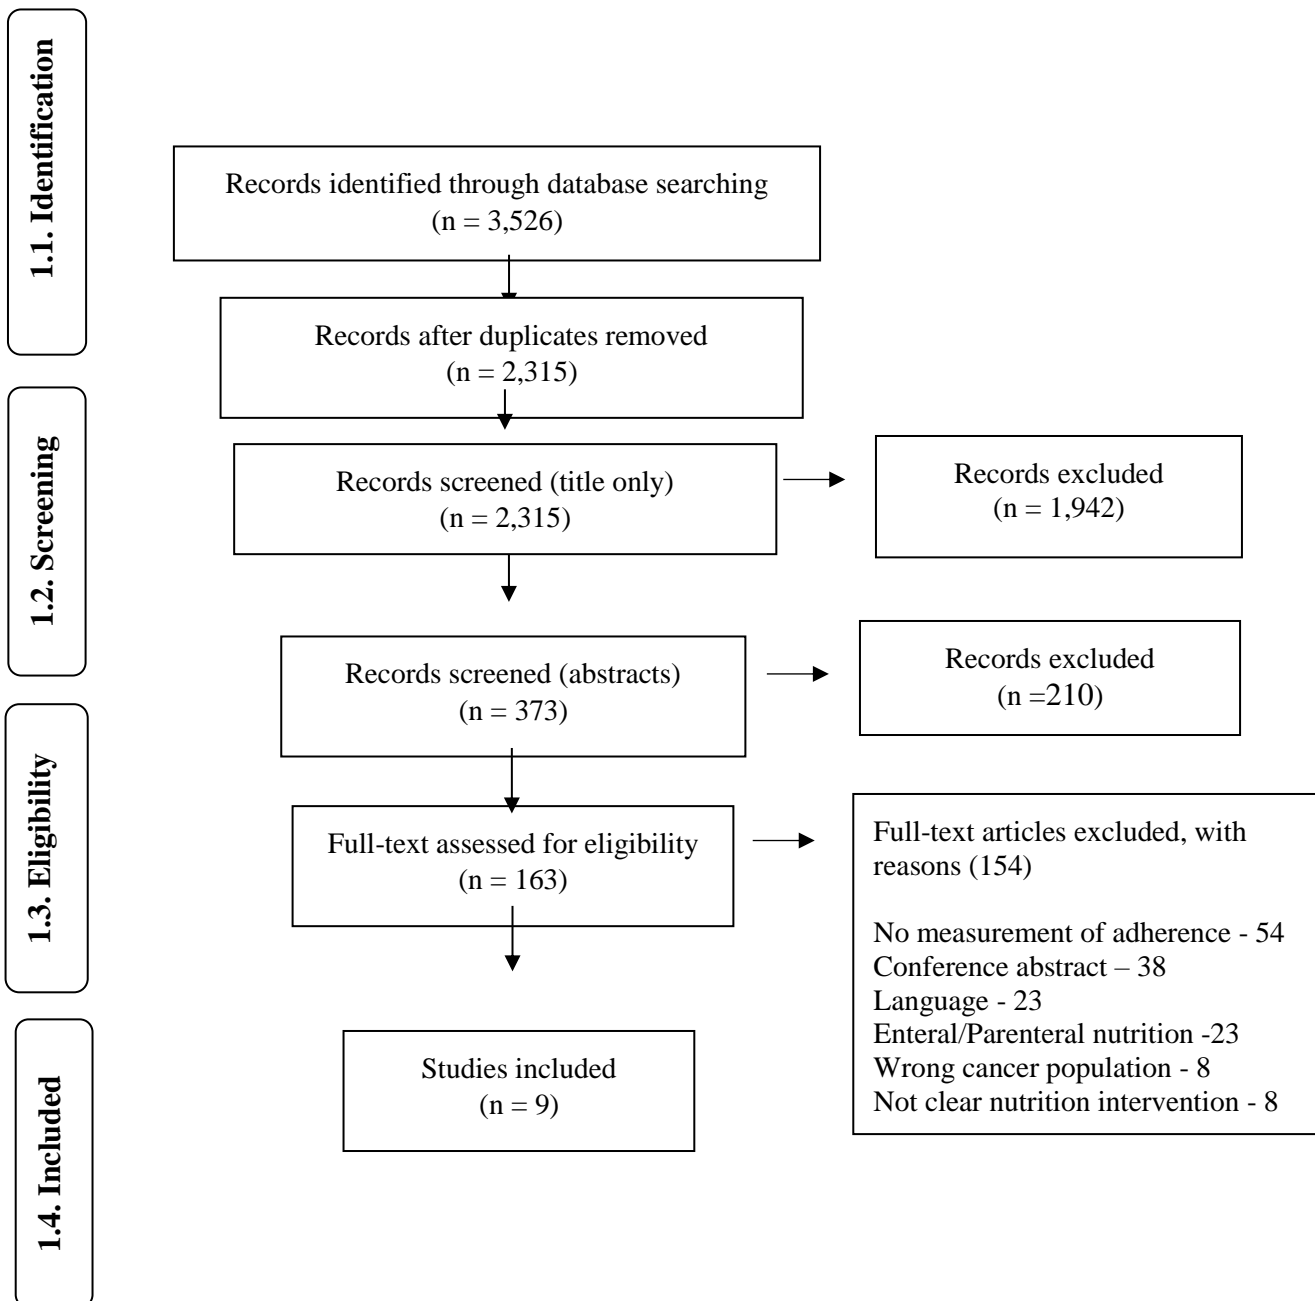 1.1. Identification
Records identified through database searching
(n = 3,526)
Records after duplicates removed
(n = 2,315)
1.2. Screening
Records screened (title only)
(n = 2,315)
Records excluded
(n = 1,942)
Records screened (abstracts)
(n = 373)
Records excluded
(n =210)
1.3. Eligibility
Full-text assessed for eligibility
(n = 163)
Full-text articles excluded, with
reasons (154)
No measurement of adherence - 54
Conference abstract – 38
Language - 23
Enteral/Parenteral nutrition -23
Wrong cancer population - 8
Not clear nutrition intervention - 8
1.4. Included
Studies included
(n = 9)